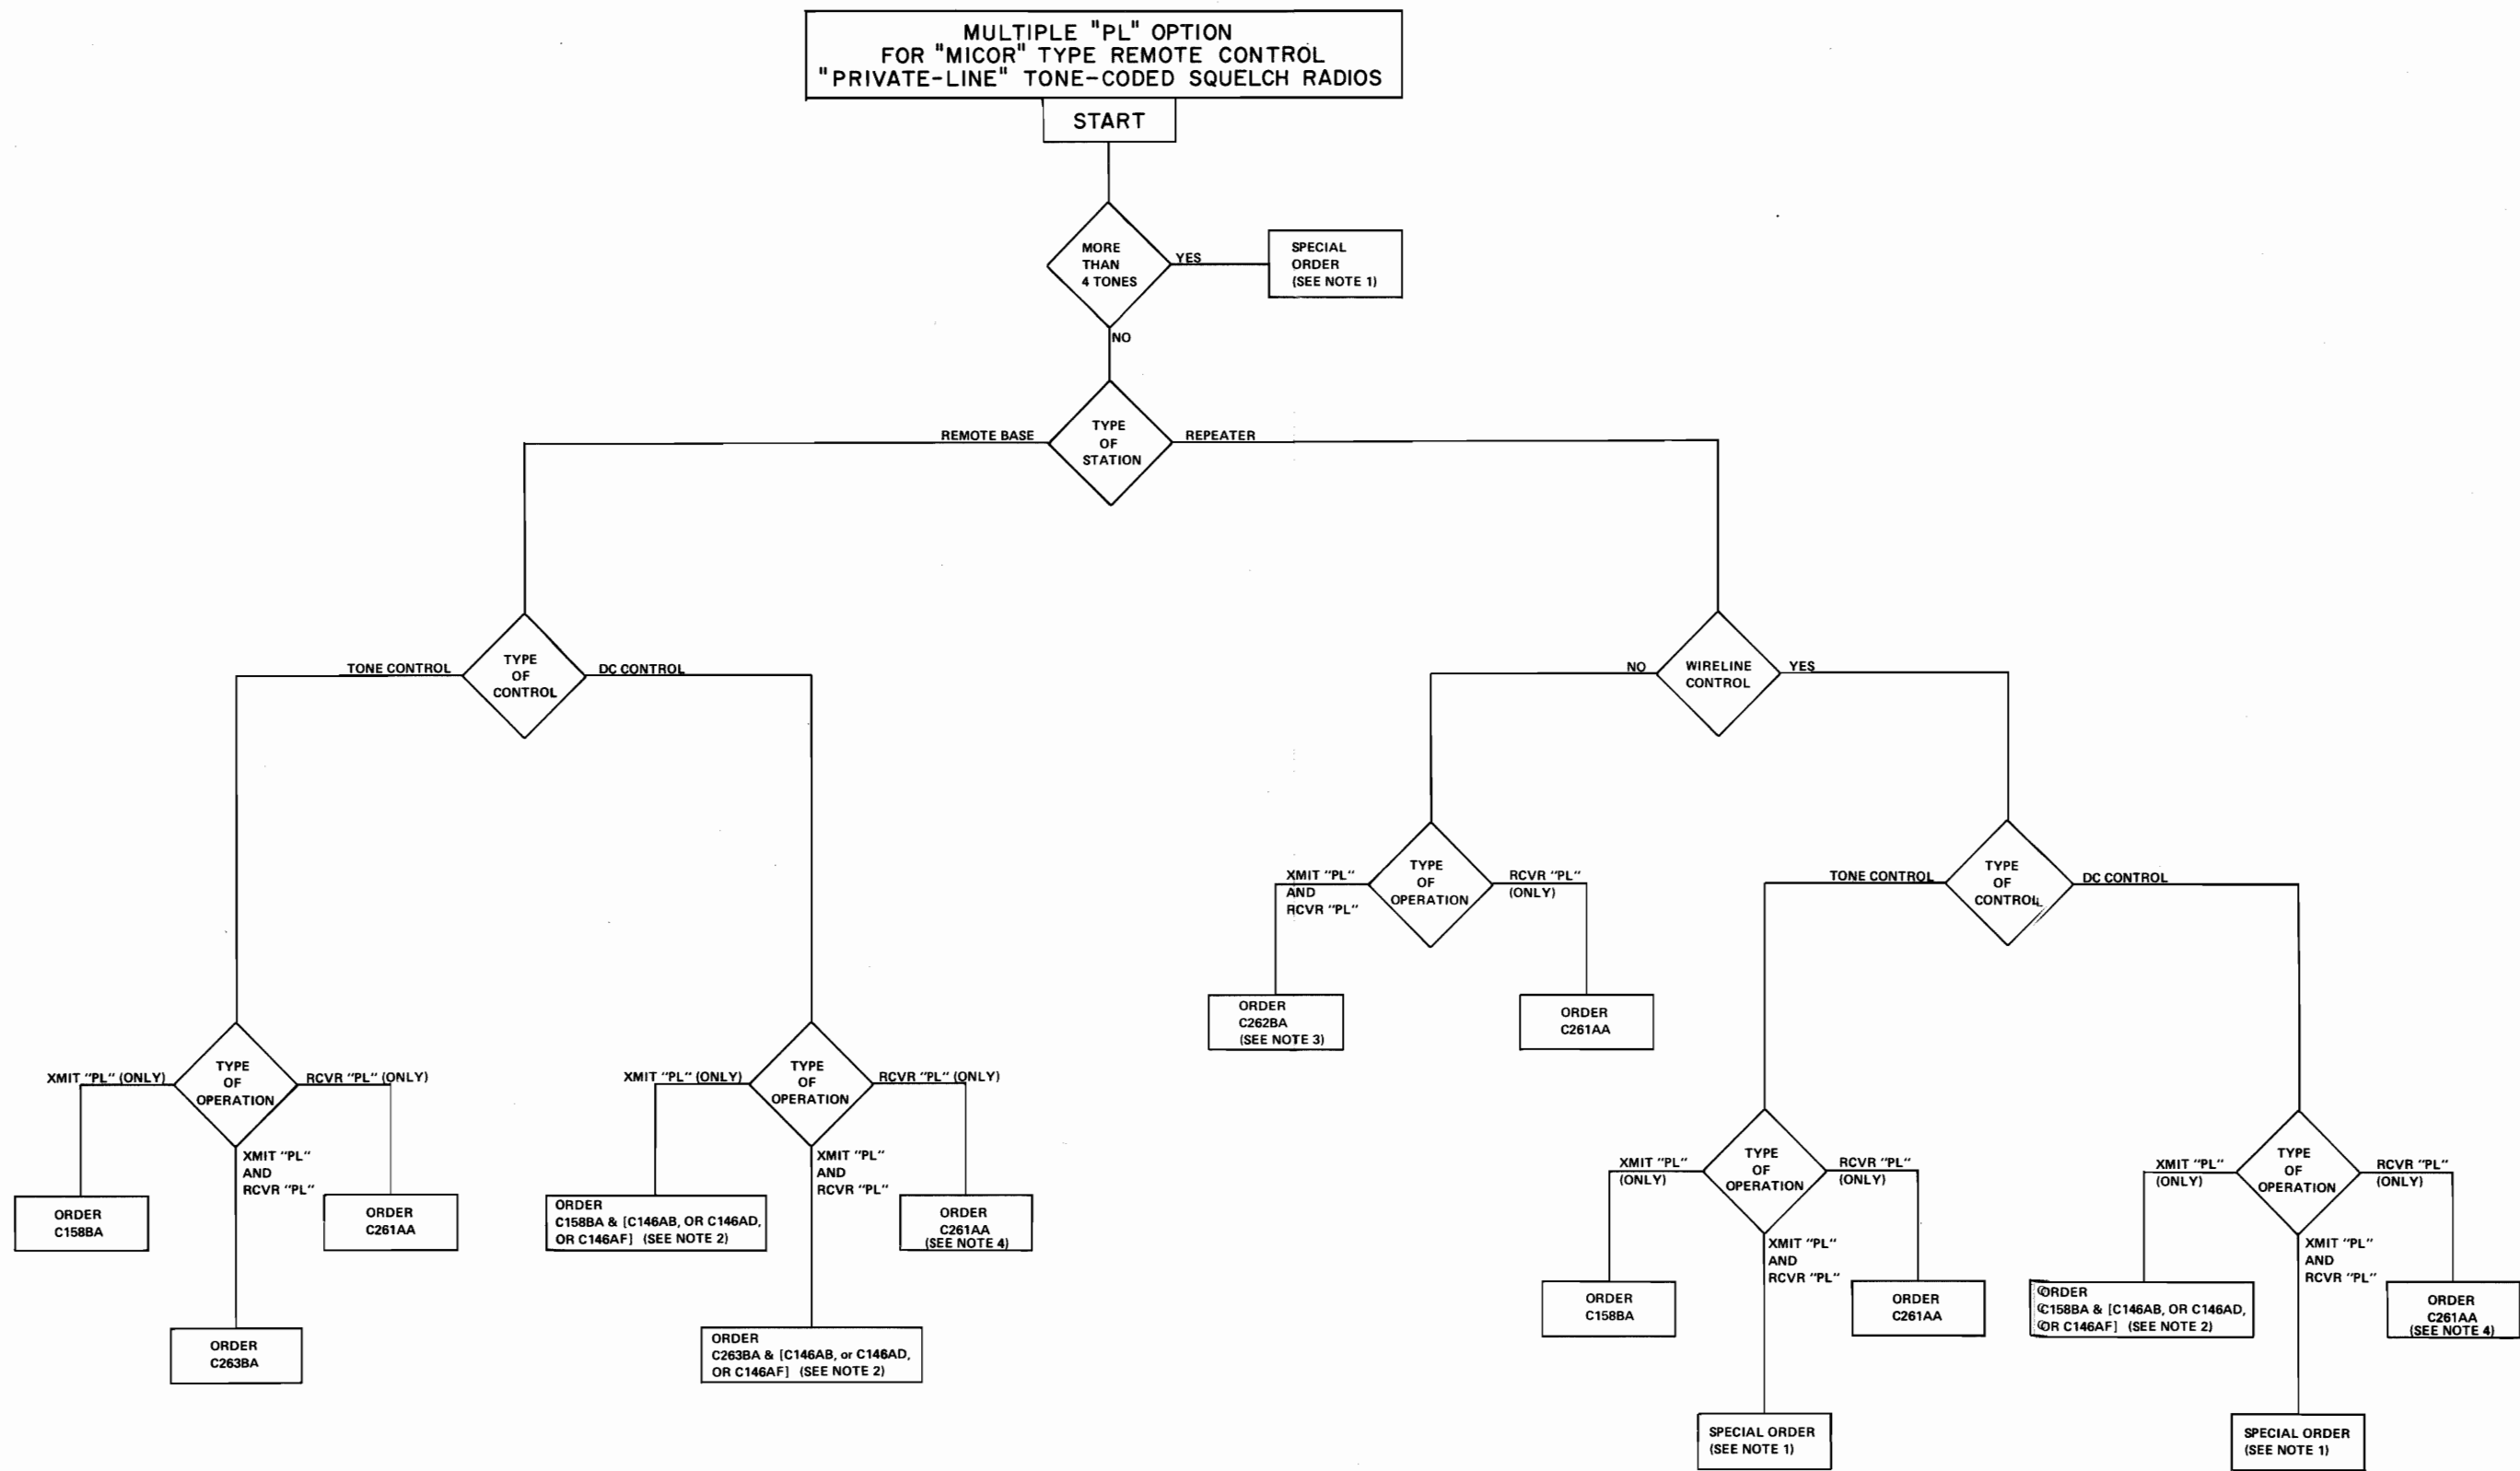 MULTIPLE "PL" OPTION
FOR "MICOR" TYPE REMOTE CONTROL
"PRIVATE-LINE" TONE-CODED SQUELCH RADIOS
START
MORE
THAN
4 TONES
YES
SPECIAL
ORDER
(SEE NOTE 1)
NO
REMOTE BASE
TYPE
OF
STATION
REPEATER
TONE CONTROL
TYPE
OF
CONTROL
DC CONTROL
NO
WIRELINE
CONTROL
YES
XMIT "PL"
AND
RCVR "PL"
TYPE
OF
OPERATION
RCVR "PL"
(ONLY)
TONE CONTROL
TYPE
OF
CONTROL
DC CONTROL
ORDER
C262BA
(SEE NOTE 3)
ORDER
C261AA
XMIT "PL" (ONLY)
TYPE
OF
OPERATION
RCVR "PL" (ONLY)
XMIT "PL"
AND
RCVR "PL"
XMIT "PL" (ONLY)
TYPE
OF
OPERATION
RCVR "PL" (ONLY)
XMIT "PL"
AND
RCVR "PL"
XMIT "PL"
(ONLY)
TYPE
OF
OPERATION
RCVR "PL"
(ONLY)
XMIT "PL"
AND
RCVR "PL"
XMIT "PL"
(ONLY)
TYPE
OF
OPERATION
RCVR "PL"
(ONLY)
XMIT "PL"
AND
RCVR "PL"
ORDER
C158BA
ORDER
C261AA
ORDER
C158BA & [C146AB, OR C146AD,
OR C146AF] (SEE NOTE 2)
ORDER
C261AA
(SEE NOTE 4)
ORDER
C158BA
ORDER
C261AA
ORDER
C158BA & [C146AB, OR C146AD,
OR C146AF] (SEE NOTE 2)
ORDER
C261AA
(SEE NOTE 4)
ORDER
C263BA
ORDER
C263BA & [C146AB, or C146AD,
OR C146AF] (SEE NOTE 2)
SPECIAL ORDER
(SEE NOTE 1)
SPECIAL ORDER
(SEE NOTE 1)